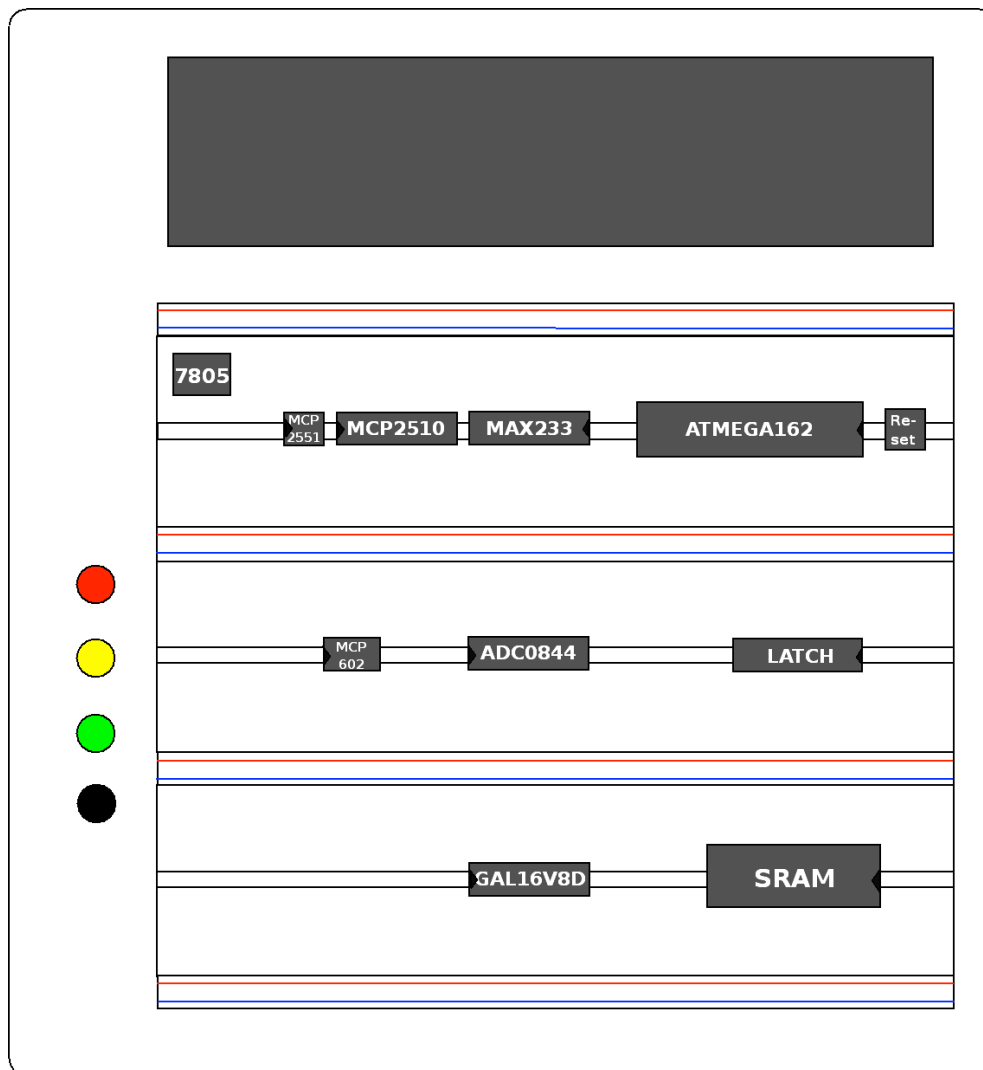 7805
MCP
2551
MCP2510
MAX233
ATMEGA162
Re-
set
MCP
602
ADC0844
LATCH
GAL16V8D
SRAM